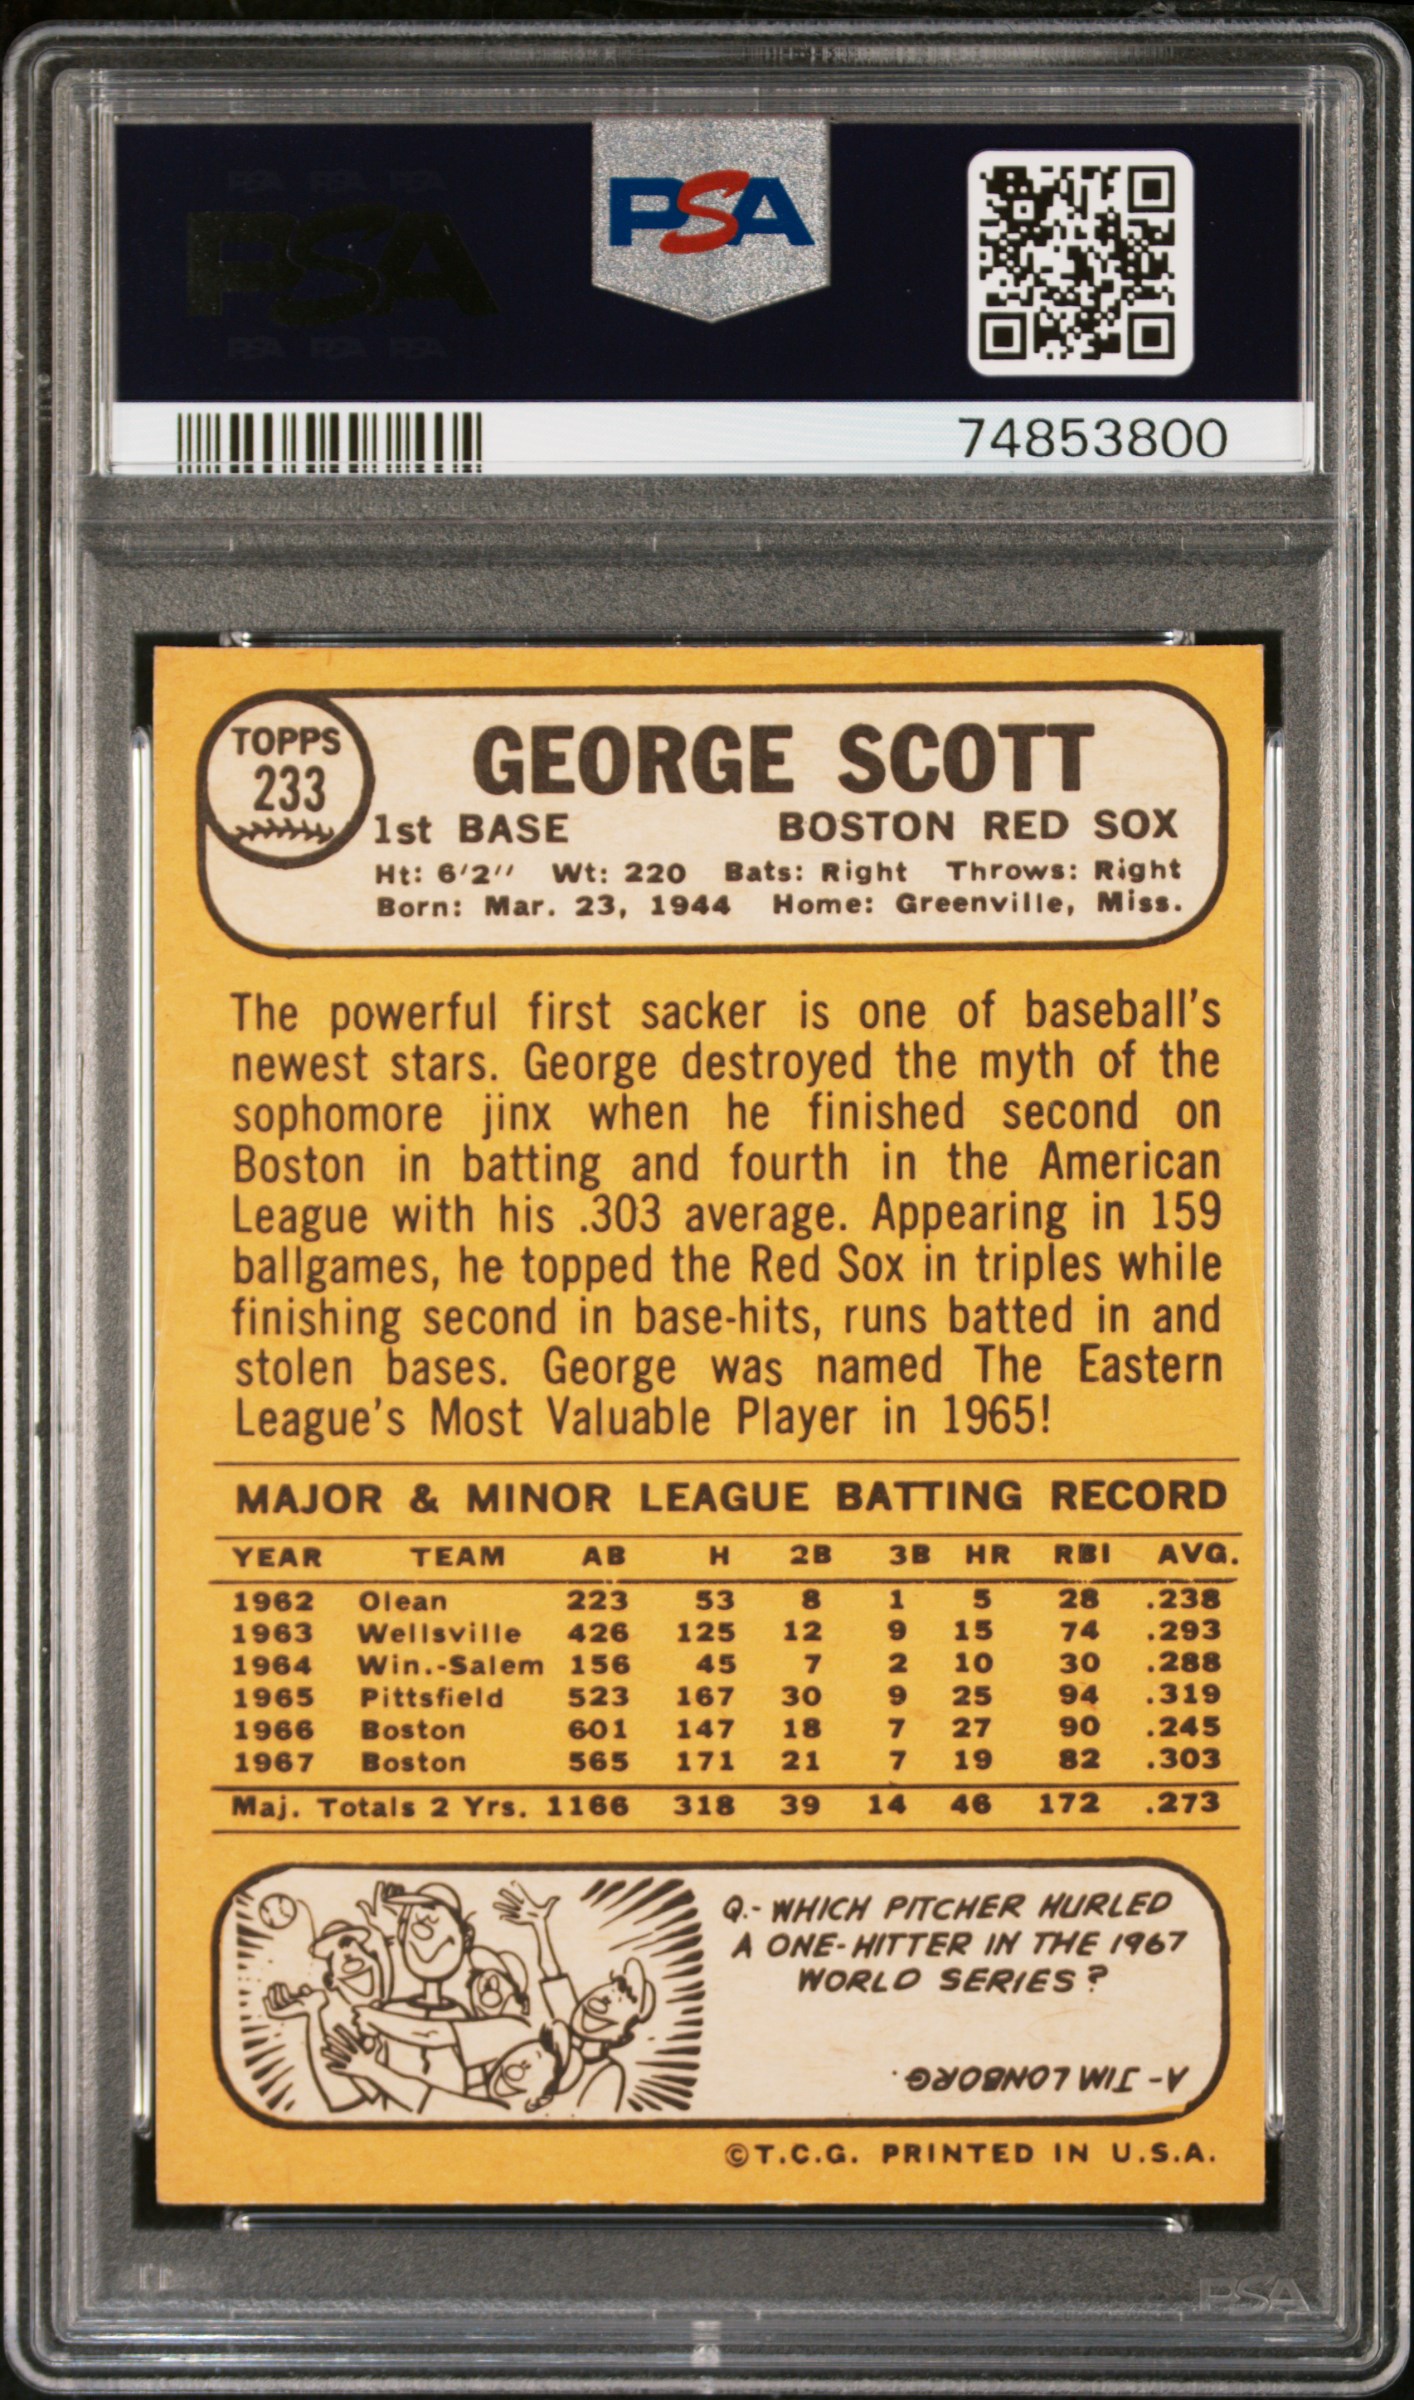 PSA PSA PSA
PSA
PSA PSA PSA
PSA
74853800
TOPPS
233
GEORGE SCOTT
1st BASE BOSTON RED SOX
Ht: 6'2" Wt: 220 Bats: Right Throws: Right
Born: Mar. 23, 1944 Home: Greenville, Miss.
The powerful first sacker is one of baseball's
newest stars. George destroyed the myth of the
sophomore jinx when he finished second on
Boston in batting and fourth in the American
League with his .303 average. Appearing in 159
ballgames, he topped the Red Sox in triples while
finishing second in base-hits, runs batted in and
stolen bases. George was named The Eastern
League's Most Valuable Player in 1965!
MAJOR & MINOR LEAGUE BATTING RECORD
YEAR TEAM AB H 2B 3B HR RBI AVG.
1962 Olean 223 53 8 1 5 28 .238
1963 Wellsville 426 125 12 9 15 74 .293
1964 Win.-Salem 156 45 7 2 10 30 .288
1965 Pittsfield 523 167 30 9 25 94 .319
1966 Boston 601 147 18 7 27 90 .245
1967 Boston 565 171 21 7 19 82 .303
Maj. Totals 2 Yrs. 1166 318 39 14 46 172 .273
Q.- WHICH PITCHER HURLED
A ONE-HITTER IN THE 1967
WORLD SERIES?
A- JIM LONBORG.
©T.C.G. PRINTED IN U.S.A.
PSA